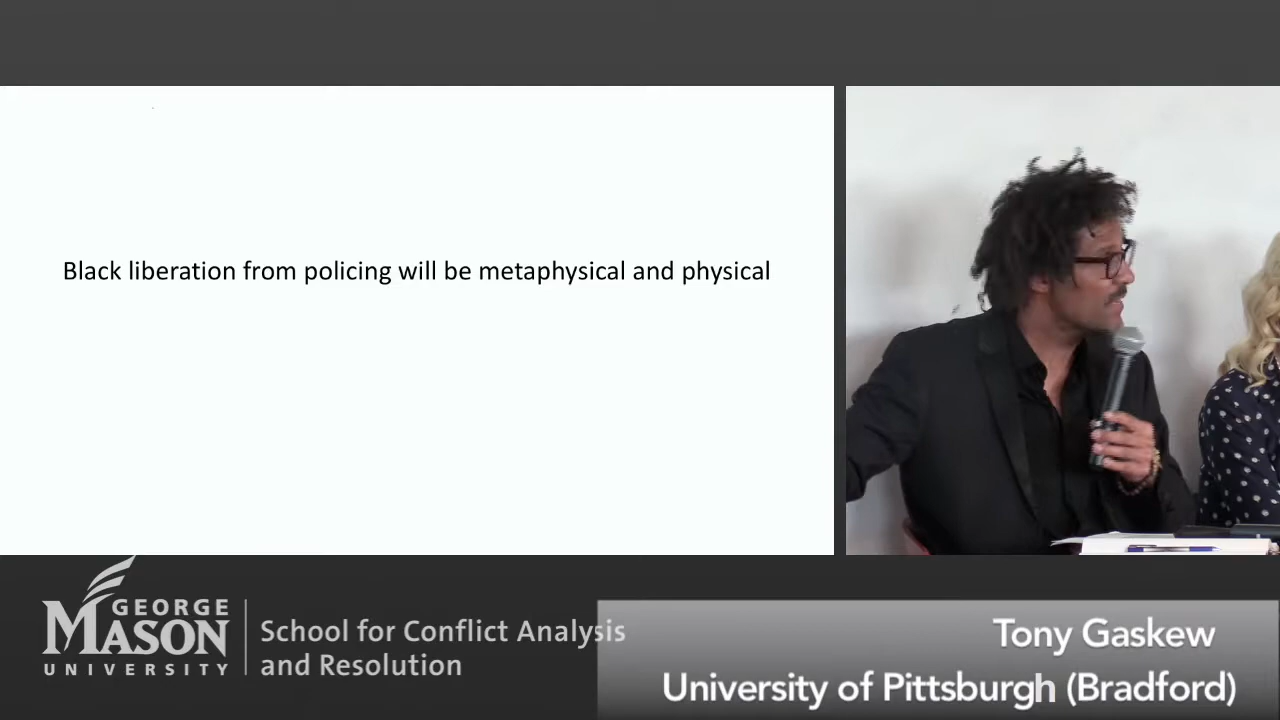 Black liberation from policing will be metaphysical and physical
GEORGE
MASON
UNIVERSITY
School for Conflict Analysis
and Resolution
Tony Gaskew
University of Pittsburgh (Bradford)